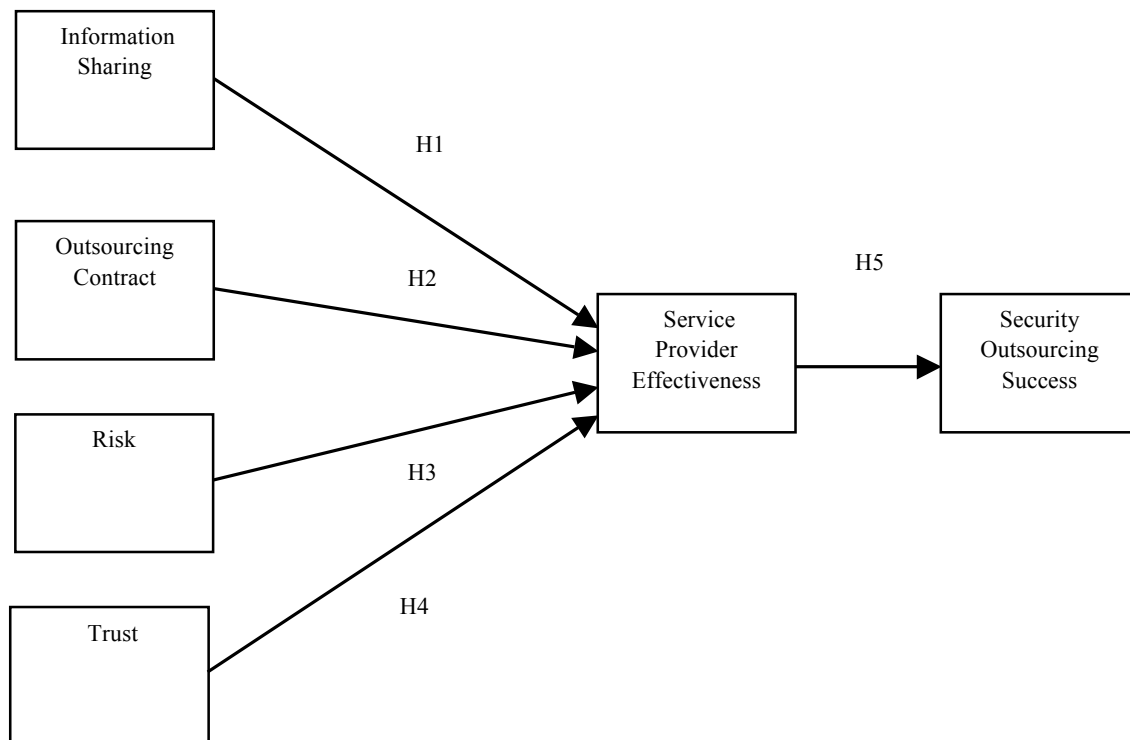 Information
Sharing
H1
Outsourcing
Contract
H2
H5
Service
Provider
Effectiveness
Security
Outsourcing
Success
Risk
H3
H4
Trust